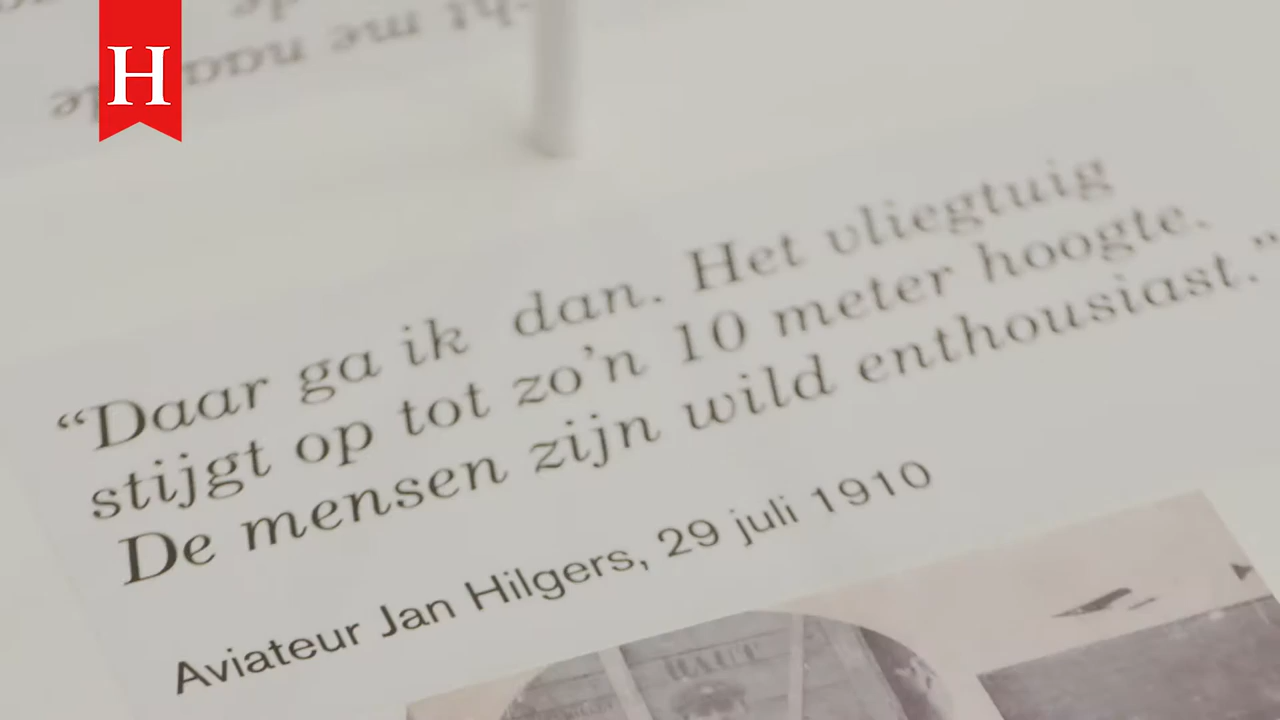 H
“Daar ga ik dan. Het vliegtuig
stijgt op tot zo’n 10 meter hoogte.
De mensen zijn wild enthousiast.”
Aviateur Jan Hilgers, 29 juli 1910
HAUT